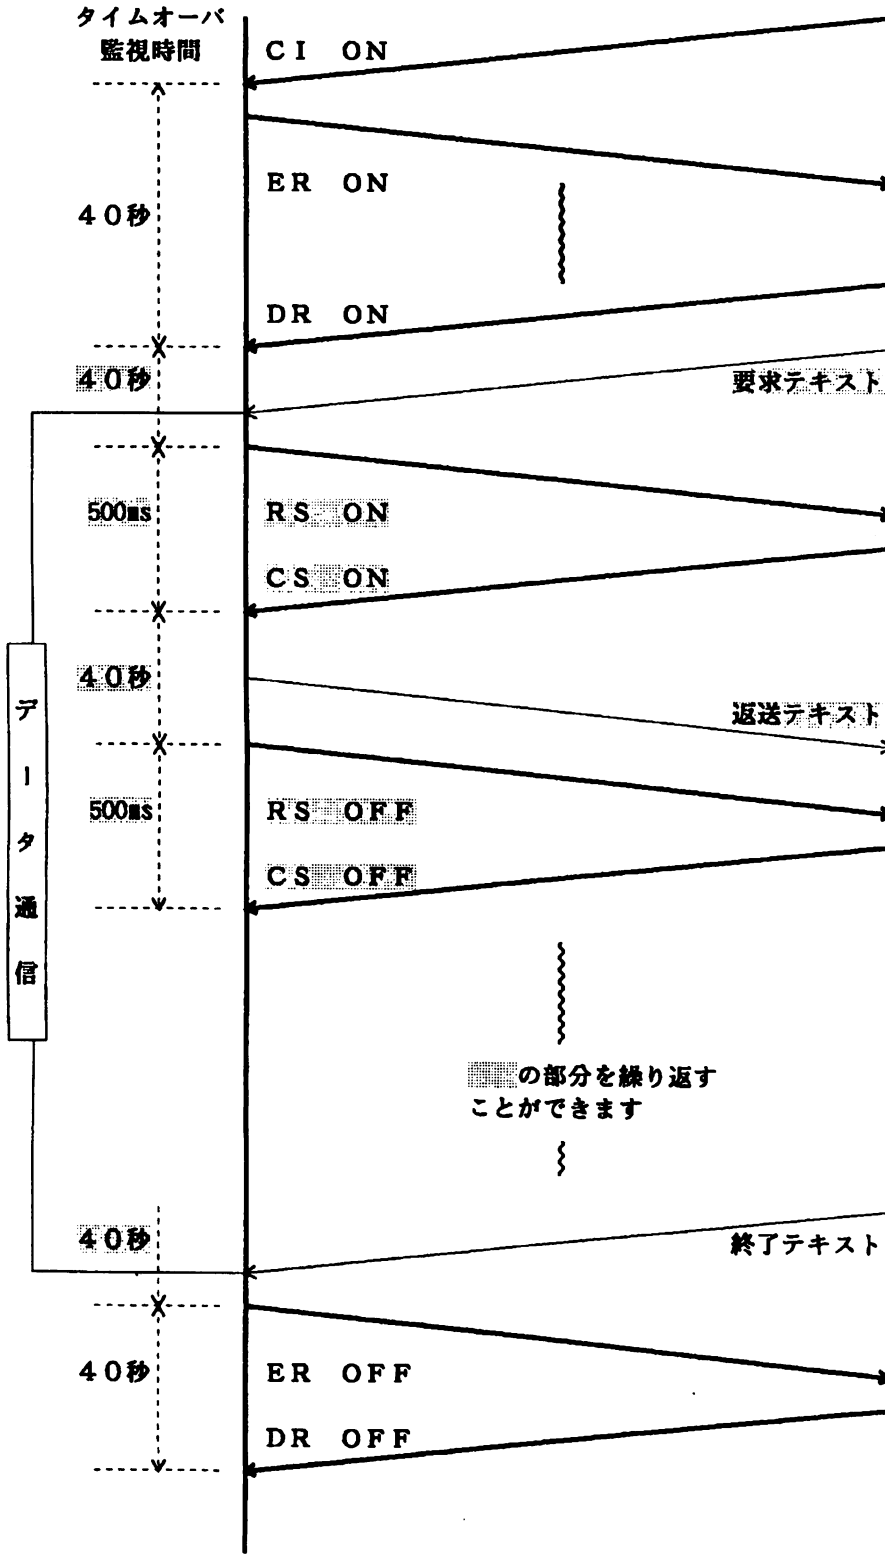 タイムオーバ
監視時間
ＣＩ　ＯＮ
ＥＲ　ＯＮ
４０秒
ＤＲ　ＯＮ
４０秒
要求テキスト
500ms
ＲＳ　ＯＮ
ＣＳ　ＯＮ
４０秒
返送テキスト
データ通信
500ms
ＲＳ　ＯＦＦ
ＣＳ　ＯＦＦ
の部分を繰り返す
ことができます
４０秒
終了テキスト
４０秒
ＥＲ　ＯＦＦ
ＤＲ　ＯＦＦ